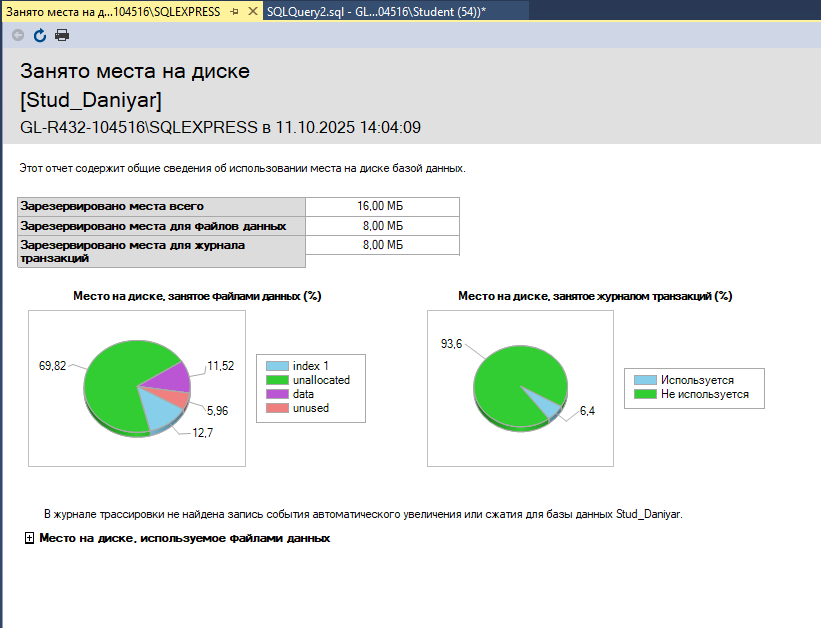 Занято места на д...104516\SQLEXPRESS
SQLQuery2.sql - GL...04516\Student (54))*
Занято места на диске
[Stud_Daniyar]
GL-R432-104516\SQLEXPRESS в 11.10.2025 14:04:09
Этот отчет содержит общие сведения об использовании места на диске базой данных.
Зарезервировано места всего 16,00 МБ
Зарезервировано места для файлов данных 8,00 МБ
Зарезервировано места для журнала транзакций 8,00 МБ
Место на диске, занятое файлами данных (%)
69,82
11,52
5,96
12,7
index 1
unallocated
data
unused
Место на диске, занятое журналом транзакций (%)
93,6
6,4
Используется
Не используется
В журнале трассировки не найдена запись события автоматического увеличения или сжатия для базы данных Stud_Daniyar.
Место на диске, используемое файлами данных